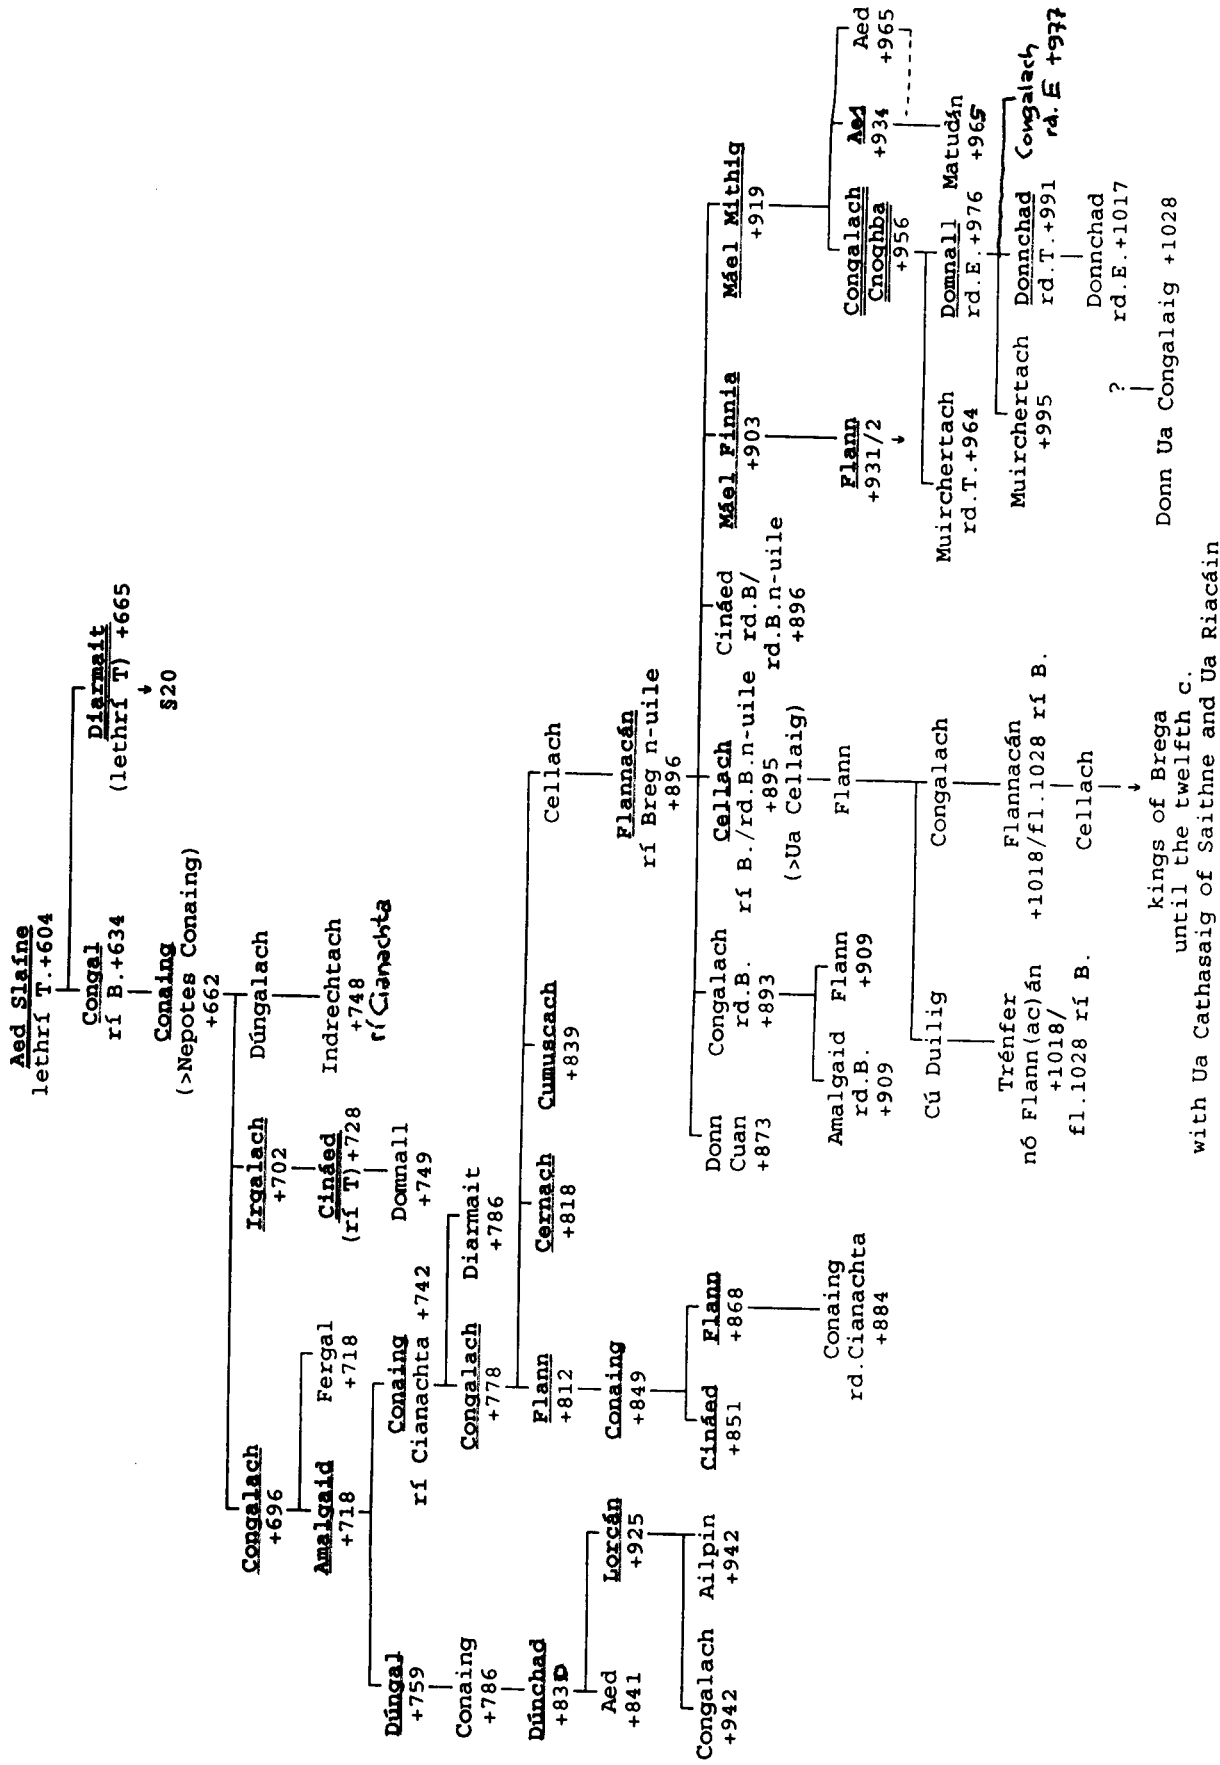 Aed Slaíne
lethrí T.+604
Congal
rí B.+634
Diarmait
(lethrí T) +665
§20
Conaing
(>Nepotes Conaing)
+662
Congalach
+696
Irgalach
+702
Dúngalach
Amalgaid
+718
Fergal
+718
Cináed
(rí T)+728
Indrechtach
+748
rí Cianachta
Domnall
+749
Dúngal
+759
Conaing
rí Cianachta +742
Conaing
+786
Congalach
+778
Diarmait
+786
Dúnchad
+830
Flann
+812
Cernach
+818
Cumuscach
+839
Cellach
Aed
+841
Lorcán
+925
Conaing
+849
Flannacán
rí Breg n-uile
+896
Congalach
+942
Ailpin
+942
Cináed
+851
Flann
+868
Donn
Cuan
+873
Congalach
rd.B.
+893
Cellach
rí B./rd.B.n-uile
+895
(>Ua Cellaig)
Cináed
rd.B/
rd.B.n-uile
+896
Máel Finnia
+903
Máel Mithig
+919
Conaing
rd.Cianachta
+884
Amalgaid
rd.B.
+909
Flann
+909
Flann
Flann
+931/2
Congalach
Cnoghba
+956
Aed
+934
Aed
+965
Cú Duilig
Congalach
Muirchertach
rd.T.+964
Domnall
rd.E.+976
Matudán
+965
Trénfer
nó Flann(ac)án
+1018/
fl.1028 rí B.
Flannacán
+1018/fl.1028 rí B.
Muirchertach
+995
Donnchad
rd.T.+991
Congalach
rd. E +977
Cellach
Donnchad
rd.E.+1017
?
Donn Ua Congalaig +1028
kings of Brega
until the twelfth c.
with Ua Cathasaig of Saithne and Ua Riacáin